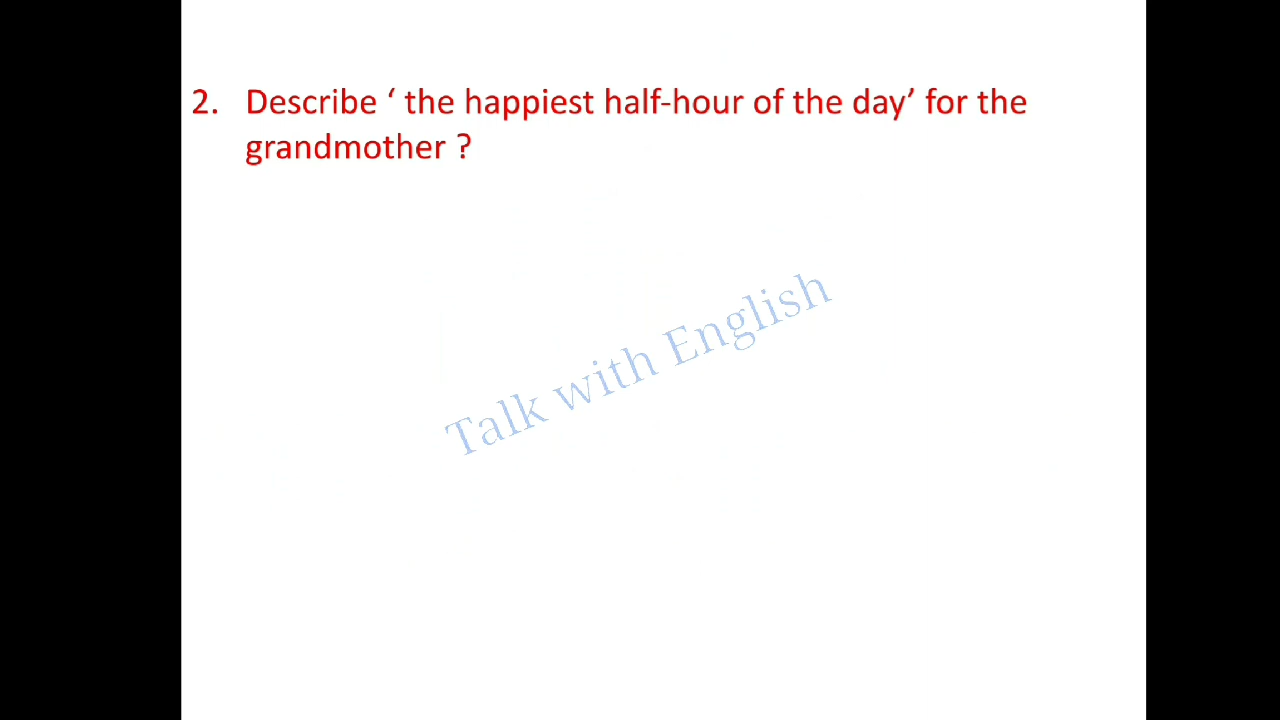 2. Describe ‘ the happiest half-hour of the day’ for the
grandmother ?
Talk with English